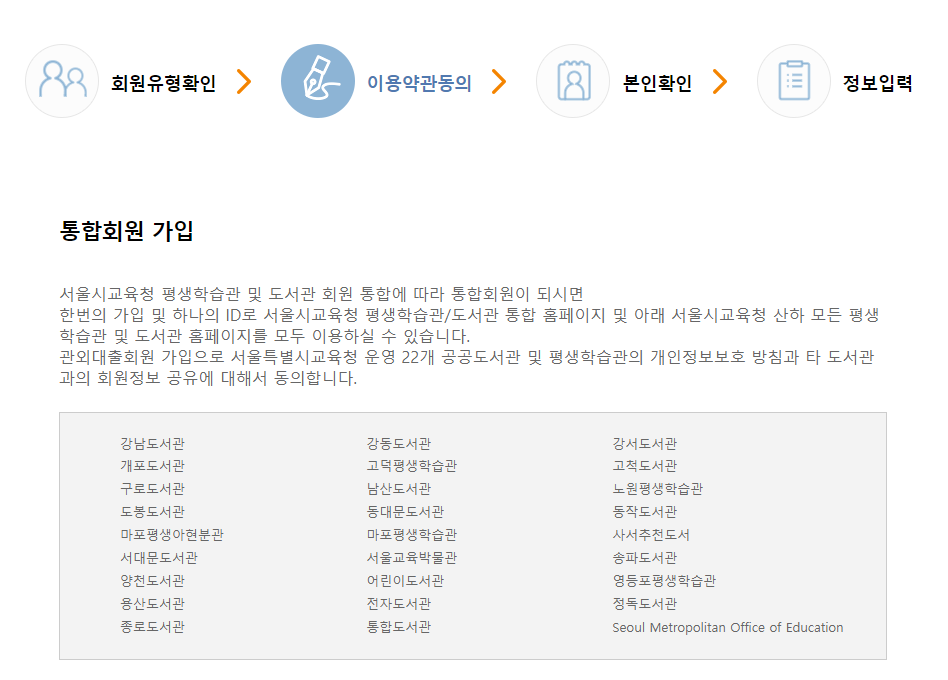 회원유형확인 이용약관동의 본인확인 정보입력
통합회원 가입
서울시교육청 평생학습관 및 도서관 회원 통합에 따라 통합회원이 되시면
한번의 가입 및 하나의 ID로 서울시교육청 평생학습관/도서관 통합 홈페이지 및 아래 서울시교육청 산하 모든 평생
학습관 및 도서관 홈페이지를 모두 이용하실 수 있습니다.
관외대출회원 가입으로 서울특별시교육청 운영 22개 공공도서관 및 평생학습관의 개인정보보호 방침과 타 도서관
과의 회원정보 공유에 대해서 동의합니다.
강남도서관 강동도서관 강서도서관
개포도서관 고덕평생학습관 고척도서관
구로도서관 남산도서관 노원평생학습관
도봉도서관 동대문도서관 동작도서관
마포평생아현분관 마포평생학습관 사서추천도서
서대문도서관 서울교육박물관 송파도서관
양천도서관 어린이도서관 영등포평생학습관
용산도서관 전자도서관 정독도서관
종로도서관 통합도서관 Seoul Metropolitan Office of Education